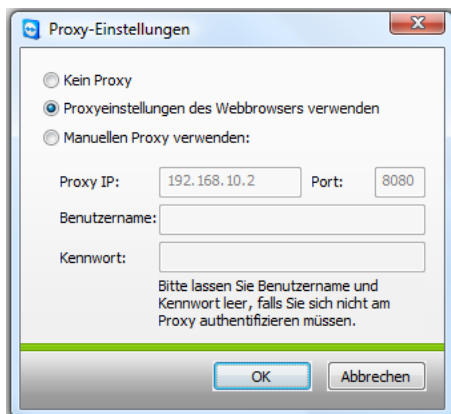 Proxy-Einstellungen
Kein Proxy
Proxyeinstellungen des Webbrowsers verwenden
Manuellen Proxy verwenden:
Proxy IP: 192.168.10.2 Port: 8080
Benutzername:
Kennwort:
Bitte lassen Sie Benutzername und
Kennwort leer, falls Sie sich nicht am
Proxy authentifizieren müssen.
OK Abbrechen